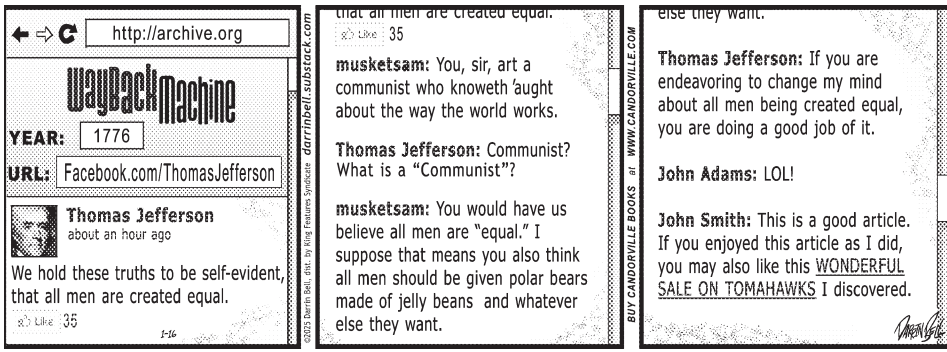 http://archive.org
WayBack Machine
YEAR: 1776
URL: Facebook.com/ThomasJefferson
Thomas Jefferson
about an hour ago
We hold these truths to be self-evident,
that all men are created equal.
Like 35
1-16
©2025 Darrin Bell, dist. by King Features Syndicate darrinbell.substack.com
that all men are created equal.
Like 35
musketsam: You, sir, art a
communist who knoweth 'aught
about the way the world works.
Thomas Jefferson: Communist?
What is a "Communist"?
musketsam: You would have us
believe all men are "equal." I
suppose that means you also think
all men should be given polar bears
made of jelly beans and whatever
else they want.
BUY CANDORVILLE BOOKS at WWW.CANDORVILLE.COM
else they want.
Thomas Jefferson: If you are
endeavoring to change my mind
about all men being created equal,
you are doing a good job of it.
John Adams: LOL!
John Smith: This is a good article.
If you enjoyed this article as I did,
you may also like this WONDERFUL
SALE ON TOMAHAWKS I discovered.
Darrin Bell